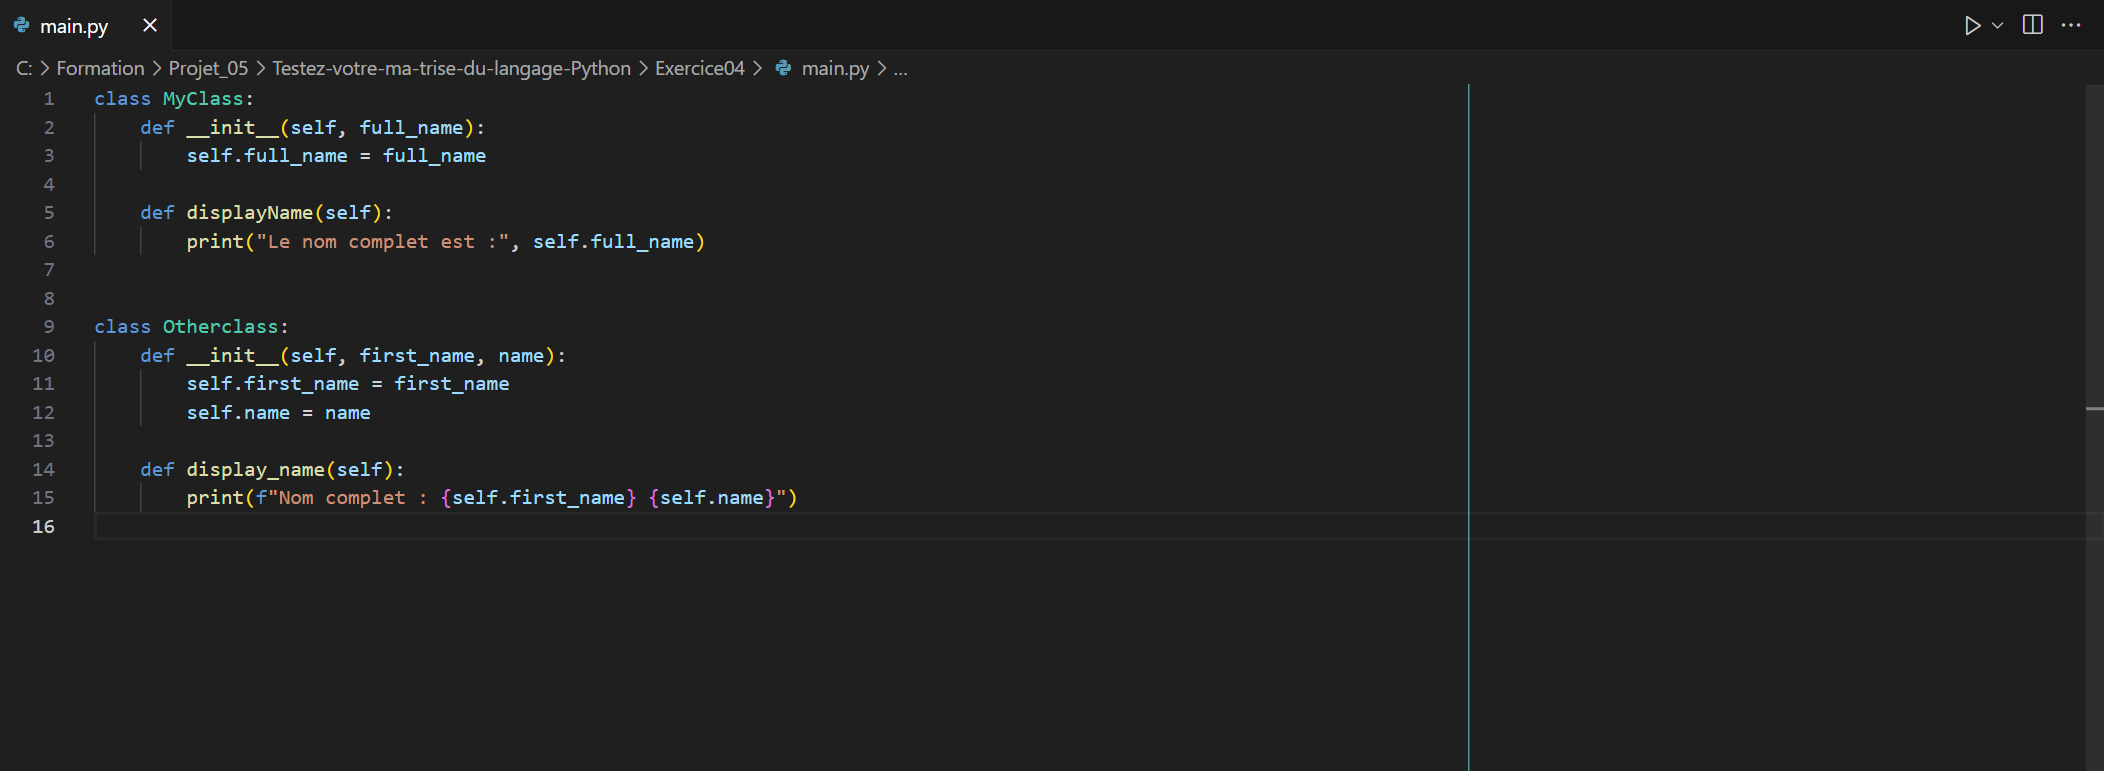 main.py
C: > Formation > Projet_05 > Testez-votre-ma-trise-du-langage-Python > Exercice04 > main.py > ...
1 class MyClass:
2     def __init__(self, full_name):
3         self.full_name = full_name
4
5     def displayName(self):
6         print("Le nom complet est :", self.full_name)
7
8
9 class Otherclass:
10     def __init__(self, first_name, name):
11         self.first_name = first_name
12         self.name = name
13
14     def display_name(self):
15         print(f"Nom complet : {self.first_name} {self.name}")
16